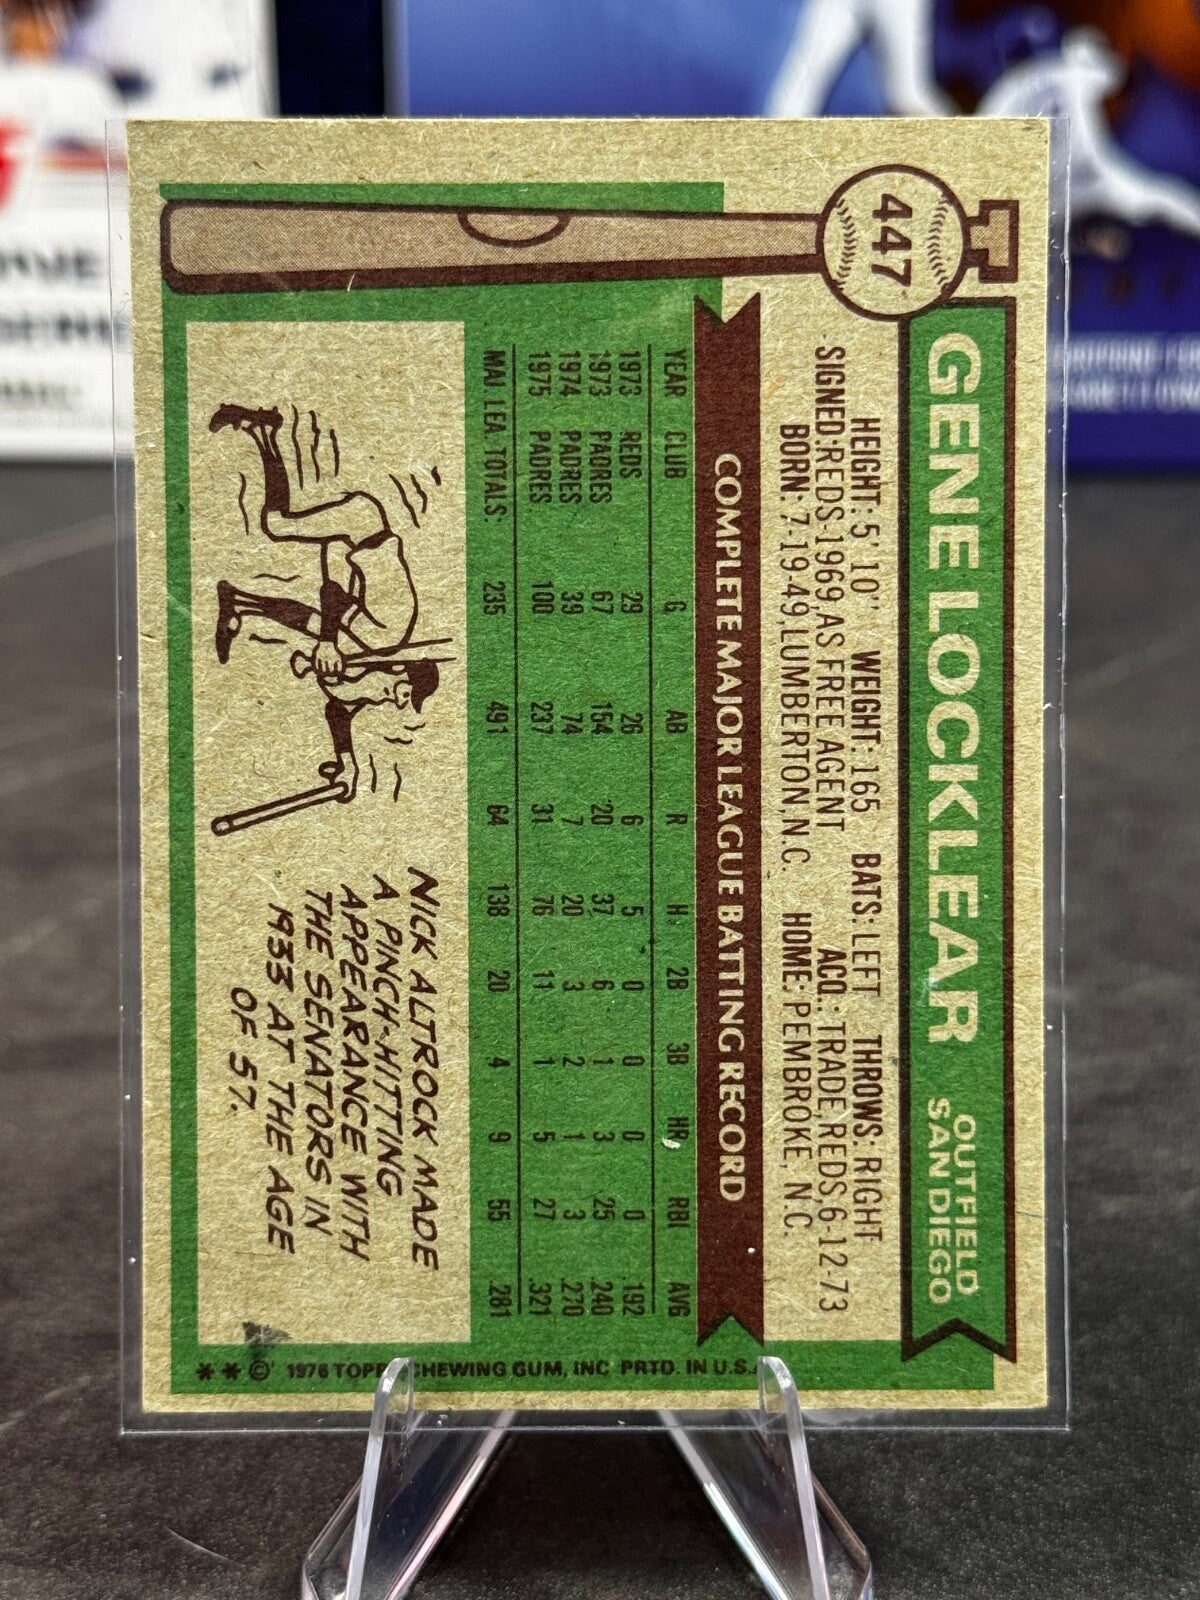 447
GENE LOCKLEAR
OUTFIELD
SAN DIEGO
HEIGHT: 5' 10" WEIGHT: 165 BATS: LEFT THROWS: RIGHT
SIGNED: REDS-1969, AS FREE AGENT ACQ.: TRADE, REDS, 6-12-73
BORN: 7-19-49, LUMBERTON, N.C. HOME: PEMBROKE, N.C.
COMPLETE MAJOR LEAGUE BATTING RECORD
YEAR CLUB G AB R H 2B 3B HR RBI AVG
1973 REDS 29 26 6 5 0 0 0 0 .192
1973 PADRES 67 154 20 37 6 1 3 25 .240
1974 PADRES 39 74 7 20 3 2 1 3 .270
1975 PADRES 100 237 31 76 11 1 5 27 .321
MAJ. LEA. TOTALS: 235 491 64 138 20 4 9 55 .281
NICK ALTROCK MADE
A PINCH-HITTING
APPEARANCE WITH
THE SENATORS IN
1933 AT THE AGE
OF 57.
** © 1976 TOPPS CHEWING GUM, INC. PRTD. IN U.S.A.